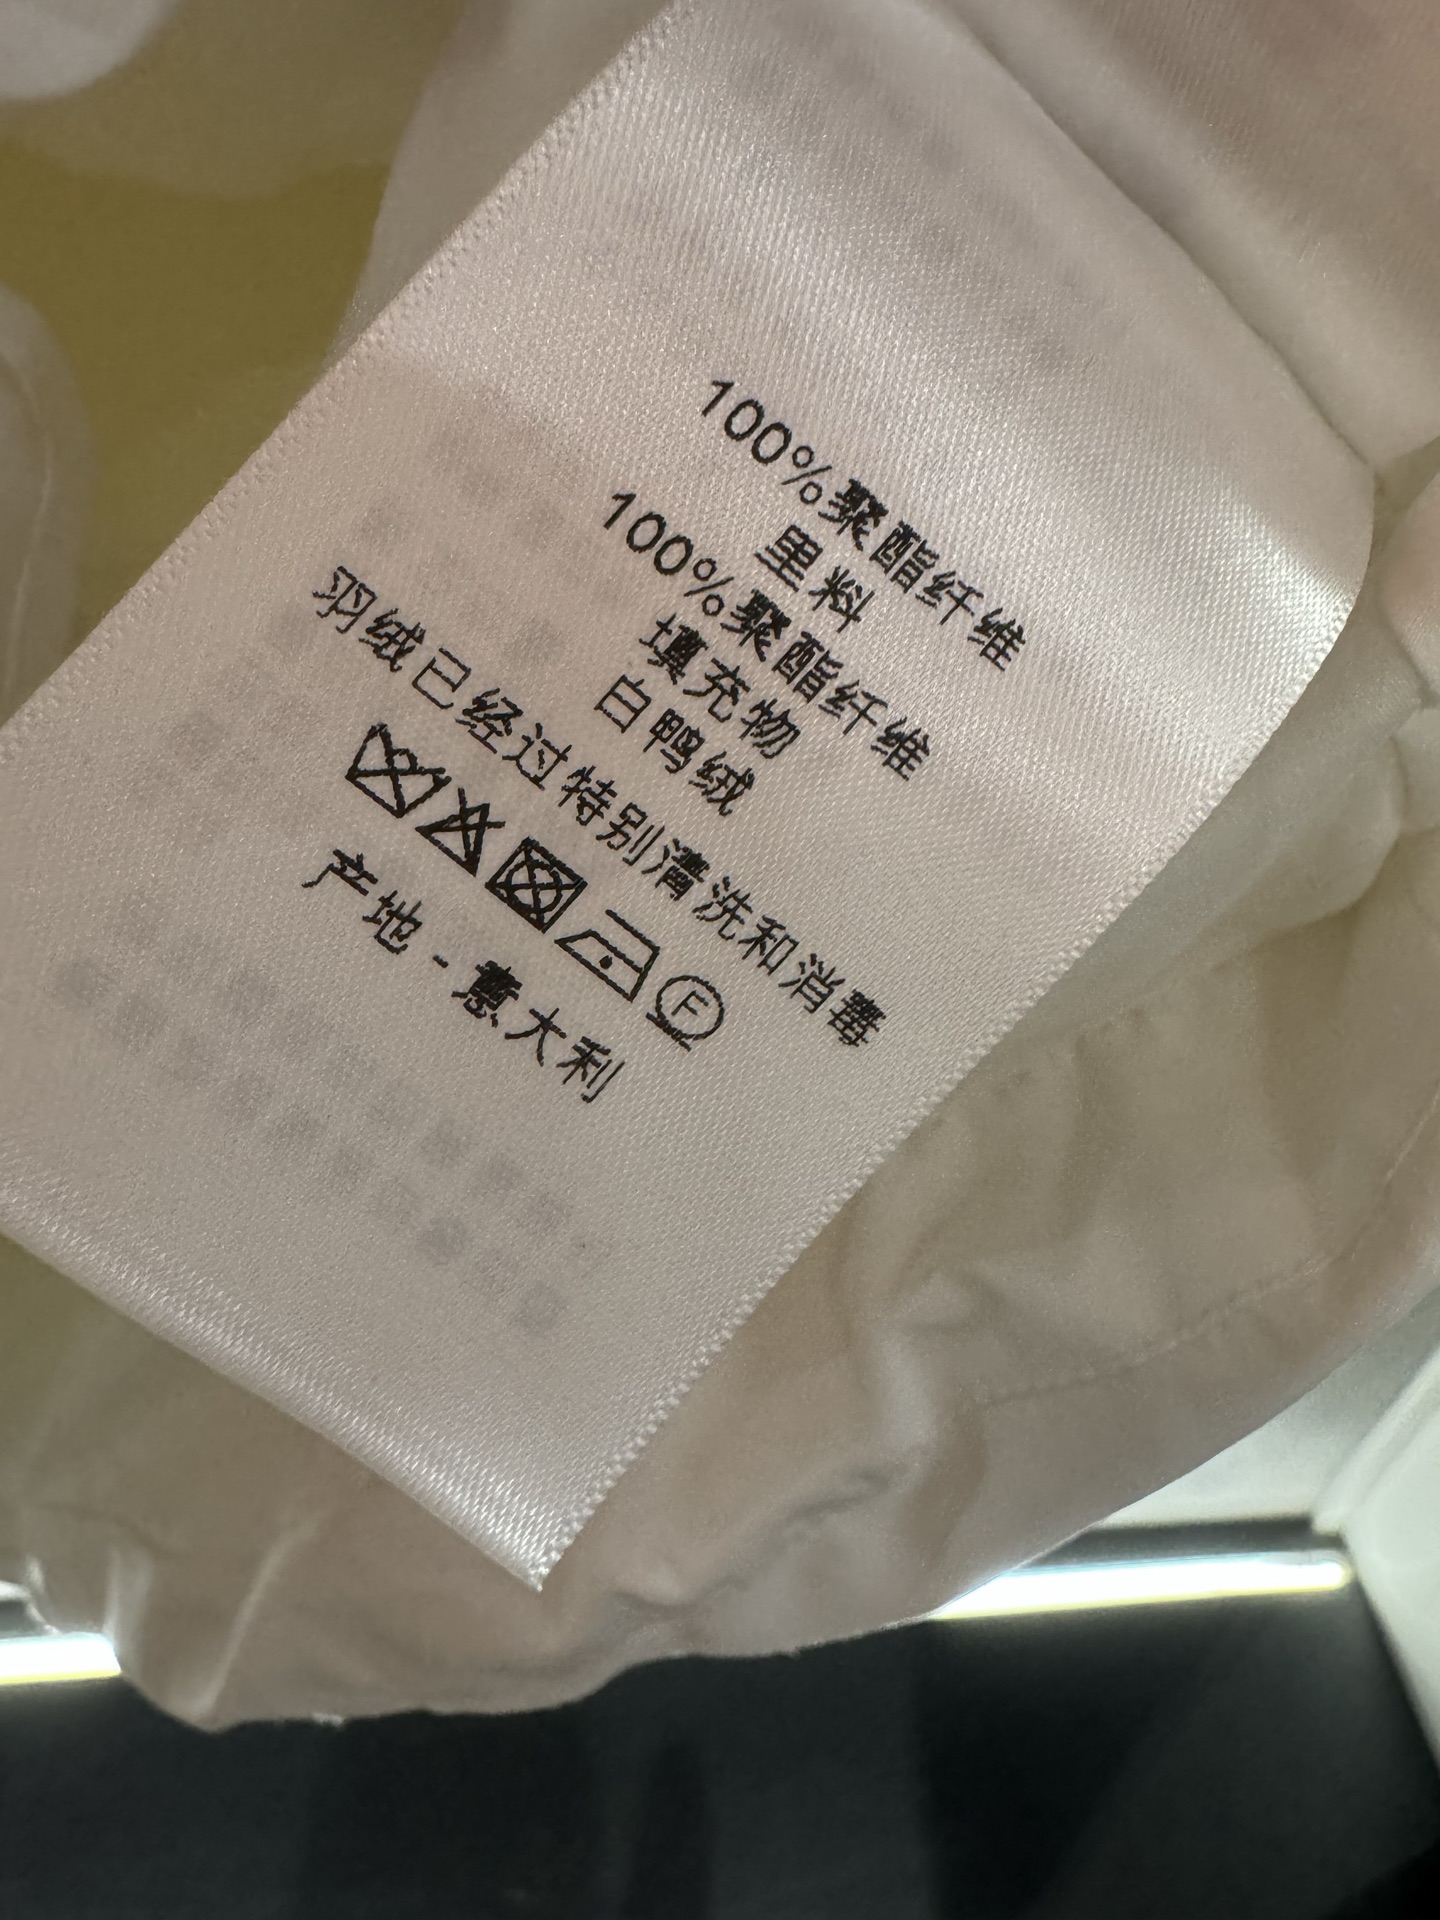 100%聚酯纤维
里料
100%聚酯纤维
填充物
白鸭绒
羽绒已经过特别清洗和消毒
F
产地-意大利